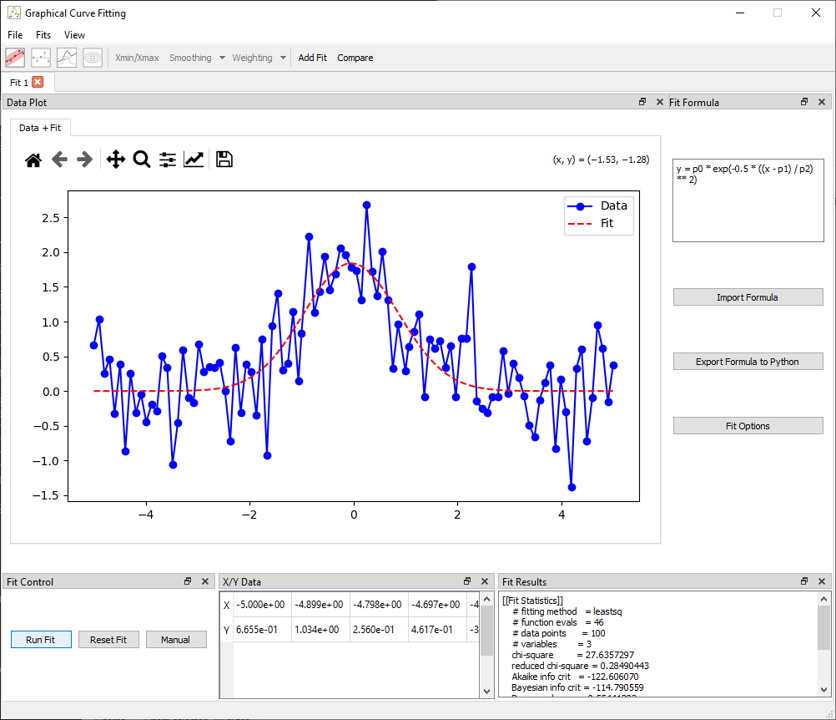 Graphical Curve Fitting
File Fits View
Xmin/Xmax Smoothing Weighting Add Fit Compare
Fit 1
Data Plot
Fit Formula
Data + Fit
(x, y) = (−1.53, −1.28)
y = p0 * exp(-0.5 * ((x - p1) / p2)
** 2)
Data
Fit
2.5
2.0
1.5
1.0
0.5
0.0
−0.5
−1.0
−1.5
−4 −2 0 2 4
Import Formula
Export Formula to Python
Fit Options
Fit Control
Run Fit Reset Fit Manual
X/Y Data
X -5.000e+00 -4.899e+00 -4.798e+00 -4.697e+00 -4
Y 6.655e-01 1.034e+00 2.560e-01 4.617e-01 -3
Fit Results
[[Fit Statistics]]
# fitting method = leastsq
# function evals = 46
# data points = 100
# variables = 3
chi-square = 27.6357297
reduced chi-square = 0.28490443
Akaike info crit = -122.606070
Bayesian info crit = -114.790559